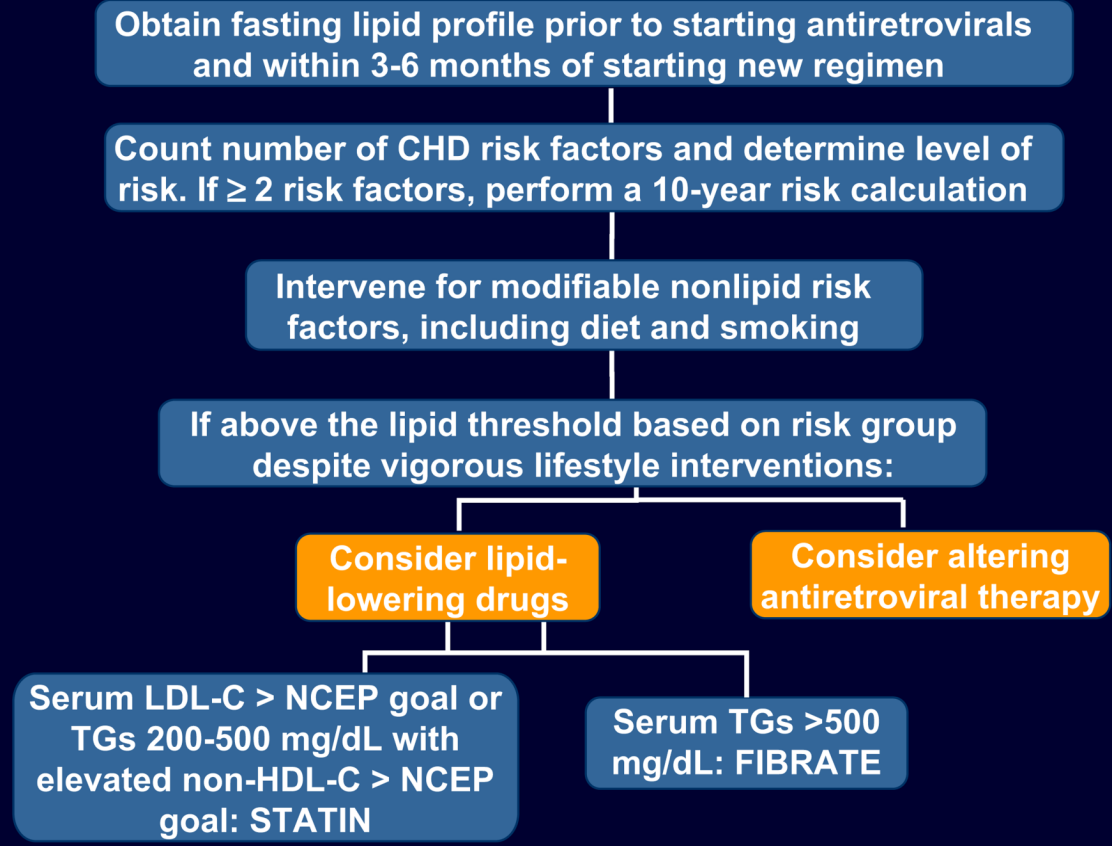 Obtain fasting lipid profile prior to starting antiretrovirals
and within 3-6 months of starting new regimen
Count number of CHD risk factors and determine level of
risk. If ≥ 2 risk factors, perform a 10-year risk calculation
Intervene for modifiable nonlipid risk
factors, including diet and smoking
If above the lipid threshold based on risk group
despite vigorous lifestyle interventions:
Consider lipid-
lowering drugs
Consider altering
antiretroviral therapy
Serum LDL-C > NCEP goal or
TGs 200-500 mg/dL with
elevated non-HDL-C > NCEP
goal: STATIN
Serum TGs >500
mg/dL: FIBRATE